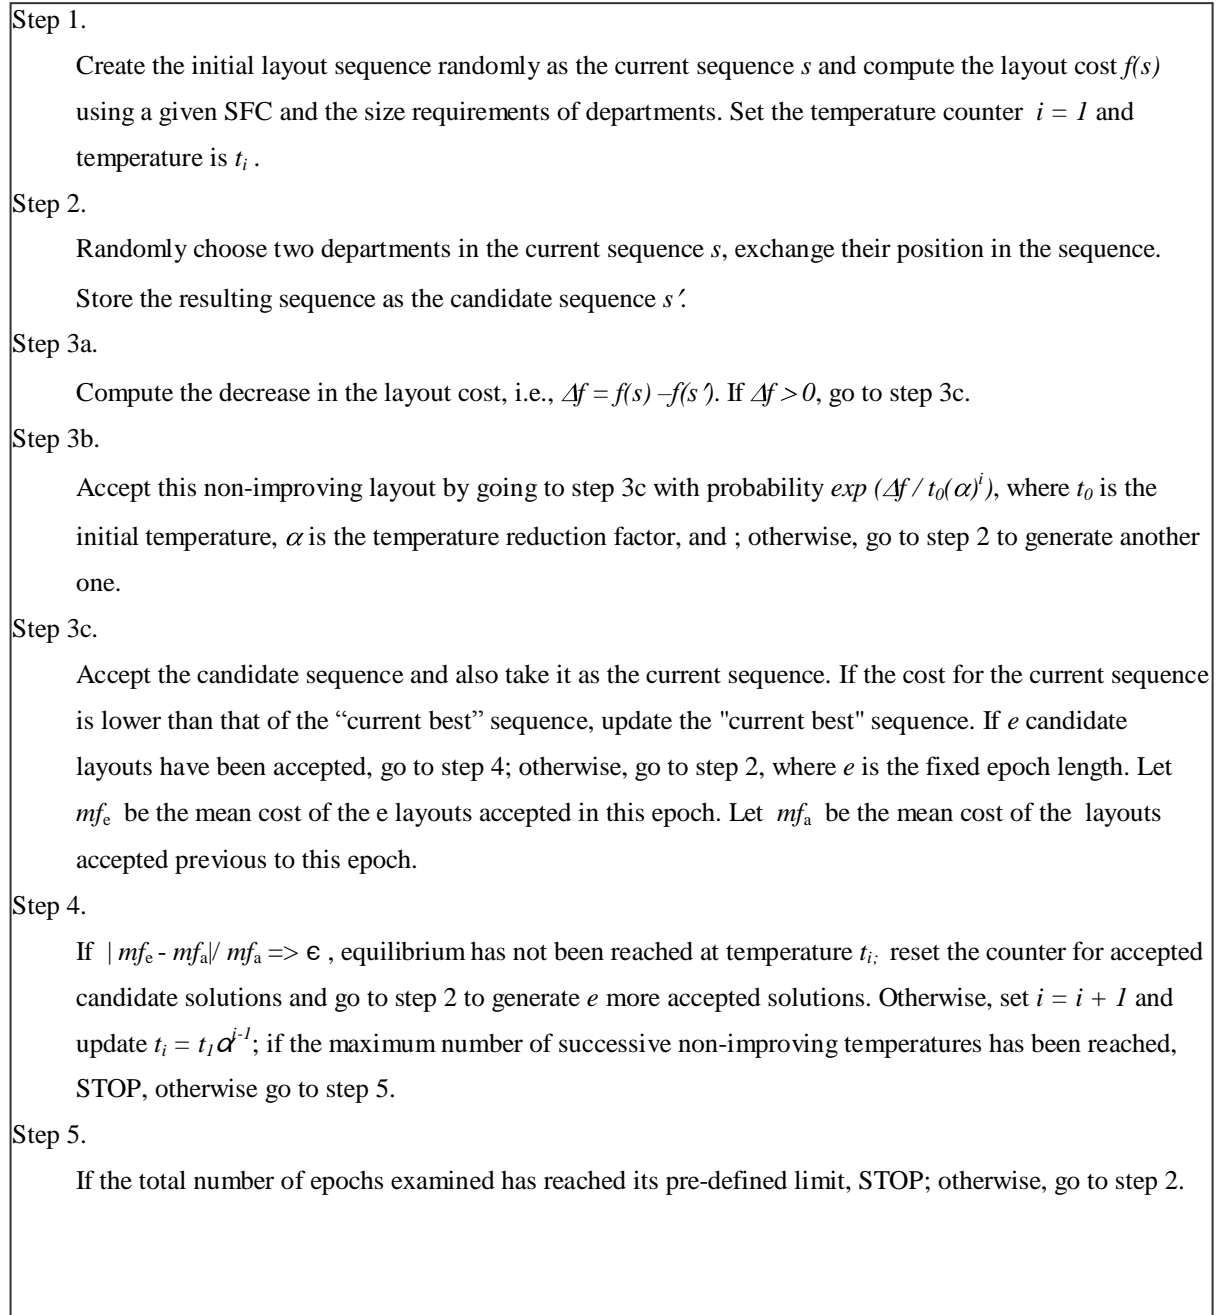 Step 1.
Create the initial layout sequence randomly as the current sequence s and compute the layout cost f(s)
using a given SFC and the size requirements of departments. Set the temperature counter i = 1 and
temperature is tᵢ .
Step 2.
Randomly choose two departments in the current sequence s, exchange their position in the sequence.
Store the resulting sequence as the candidate sequence s′.
Step 3a.
Compute the decrease in the layout cost, i.e., Δf = f(s) –f(s′). If Δf > 0, go to step 3c.
Step 3b.
Accept this non-improving layout by going to step 3c with probability exp (Δf / t₀(α)ⁱ), where t₀ is the
initial temperature, α is the temperature reduction factor, and ; otherwise, go to step 2 to generate another
one.
Step 3c.
Accept the candidate sequence and also take it as the current sequence. If the cost for the current sequence
is lower than that of the “current best” sequence, update the "current best" sequence. If e candidate
layouts have been accepted, go to step 4; otherwise, go to step 2, where e is the fixed epoch length. Let
mfₑ be the mean cost of the e layouts accepted in this epoch. Let mfₐ be the mean cost of the layouts
accepted previous to this epoch.
Step 4.
If | mfₑ - mfₐ|/ mfₐ => ϵ , equilibrium has not been reached at temperature tᵢ; reset the counter for accepted
candidate solutions and go to step 2 to generate e more accepted solutions. Otherwise, set i = i + 1 and
update tᵢ = t₁αⁱ⁻¹; if the maximum number of successive non-improving temperatures has been reached,
STOP, otherwise go to step 5.
Step 5.
If the total number of epochs examined has reached its pre-defined limit, STOP; otherwise, go to step 2.